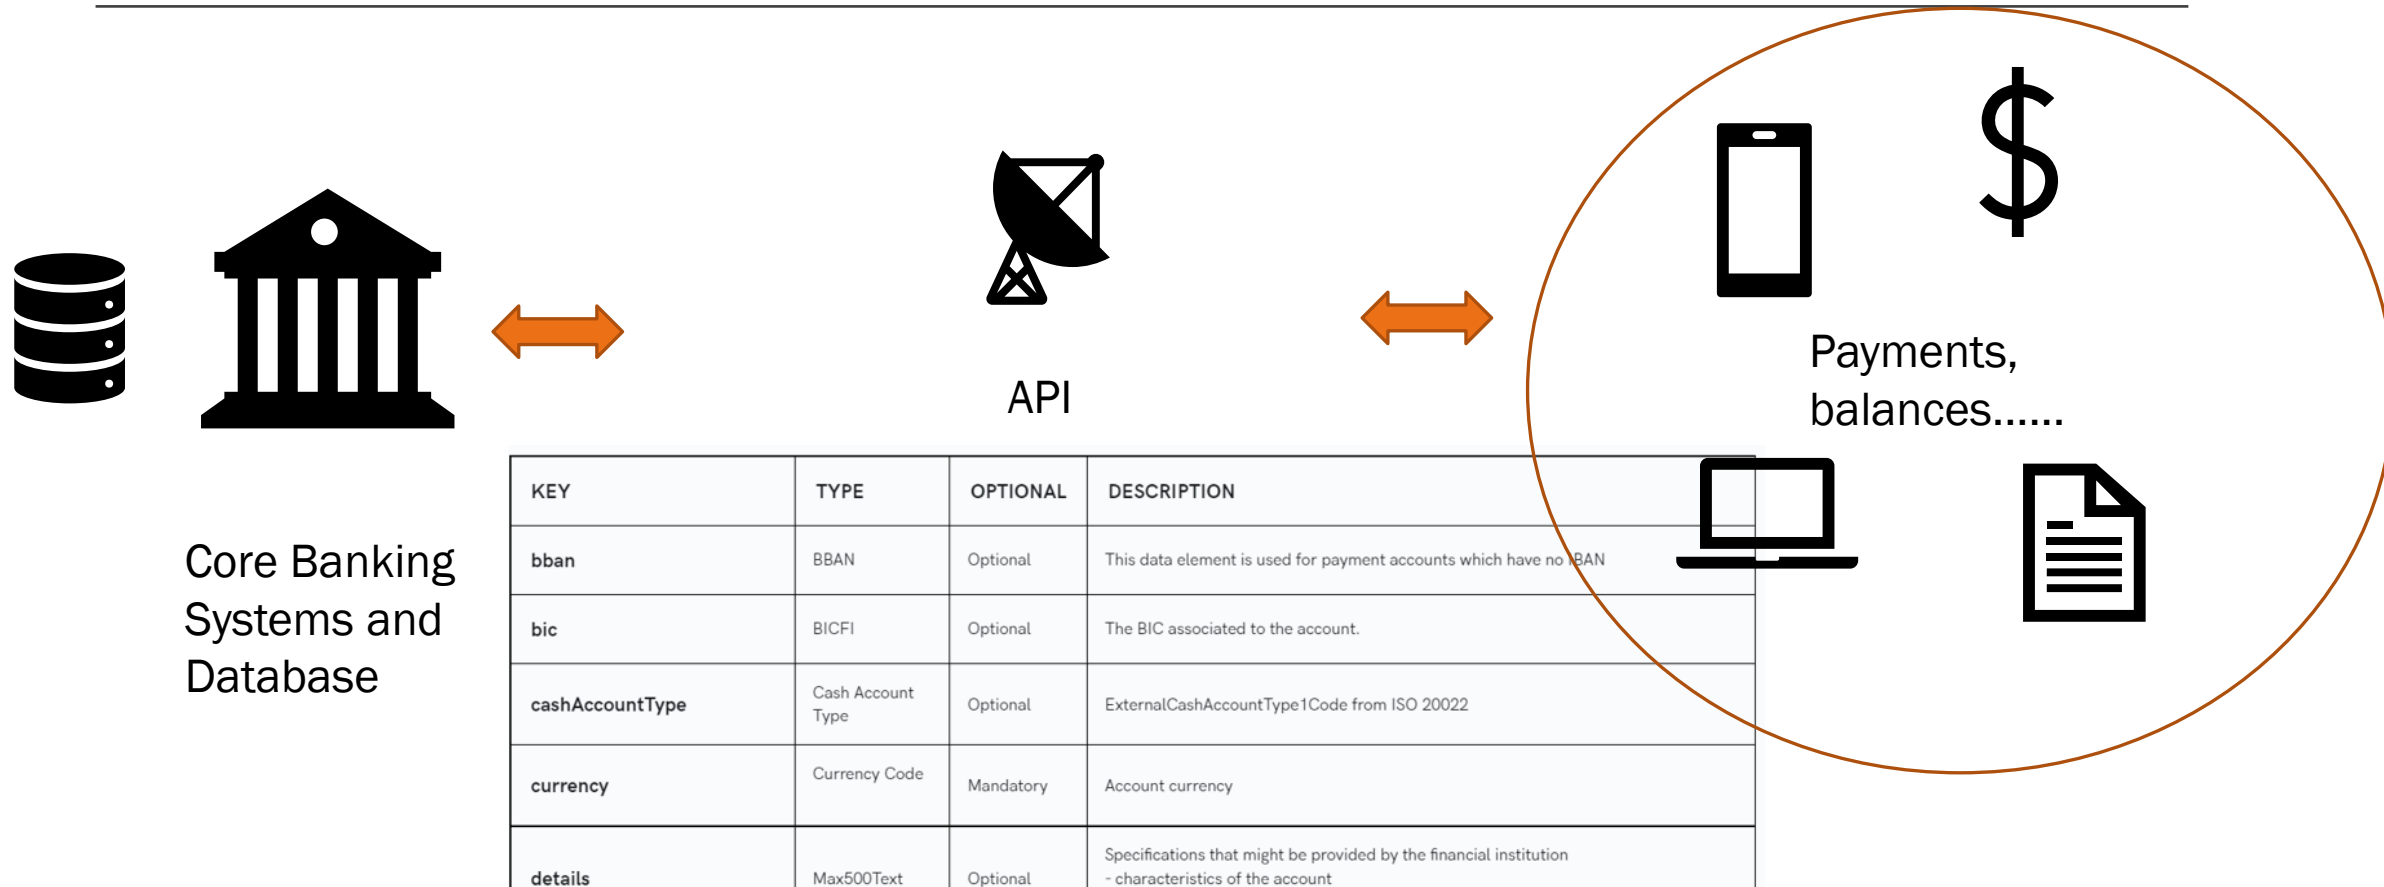 Payments,
balances......
API
Core Banking
Systems and
Database
KEY TYPE OPTIONAL DESCRIPTION
bban BBAN Optional This data element is used for payment accounts which have no IBAN
bic BICFI Optional The BIC associated to the account.
cashAccountType Cash Account
Type Optional ExternalCashAccountType1Code from ISO 20022
currency Currency Code Mandatory Account currency
details Max500Text Optional Specifications that might be provided by the financial institution
- characteristics of the account